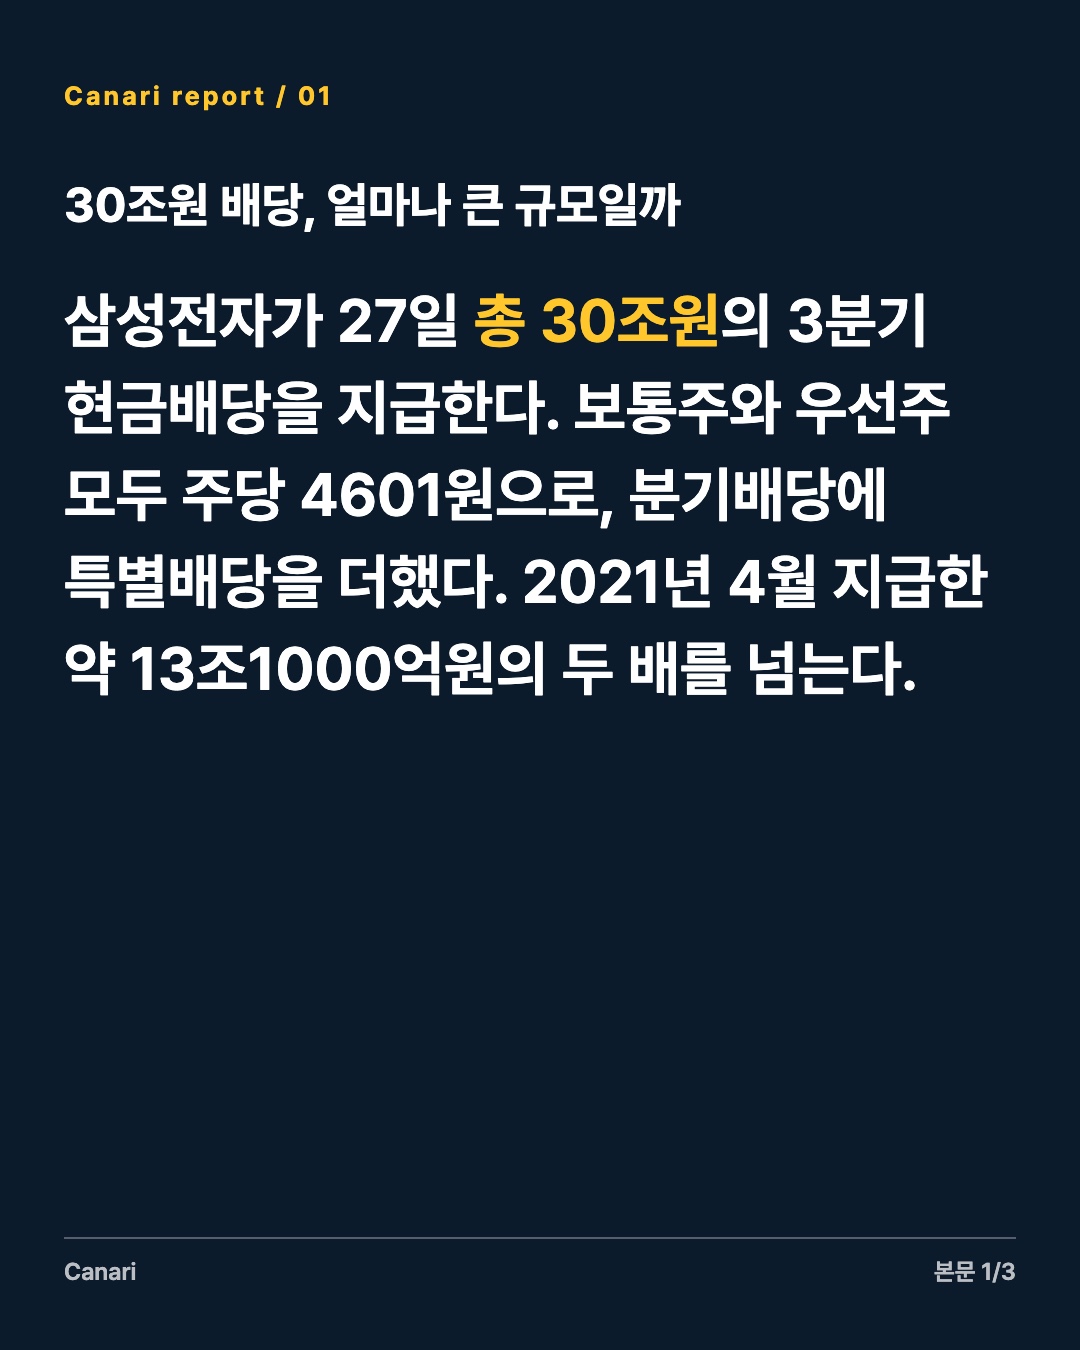 Canari report / 01
30조원 배당, 얼마나 큰 규모일까
삼성전자가 27일 총 30조원의 3분기
현금배당을 지급한다. 보통주와 우선주
모두 주당 4601원으로, 분기배당에
특별배당을 더했다. 2021년 4월 지급한
약 13조1000억원의 두 배를 넘는다.
Canari
본문 1/3